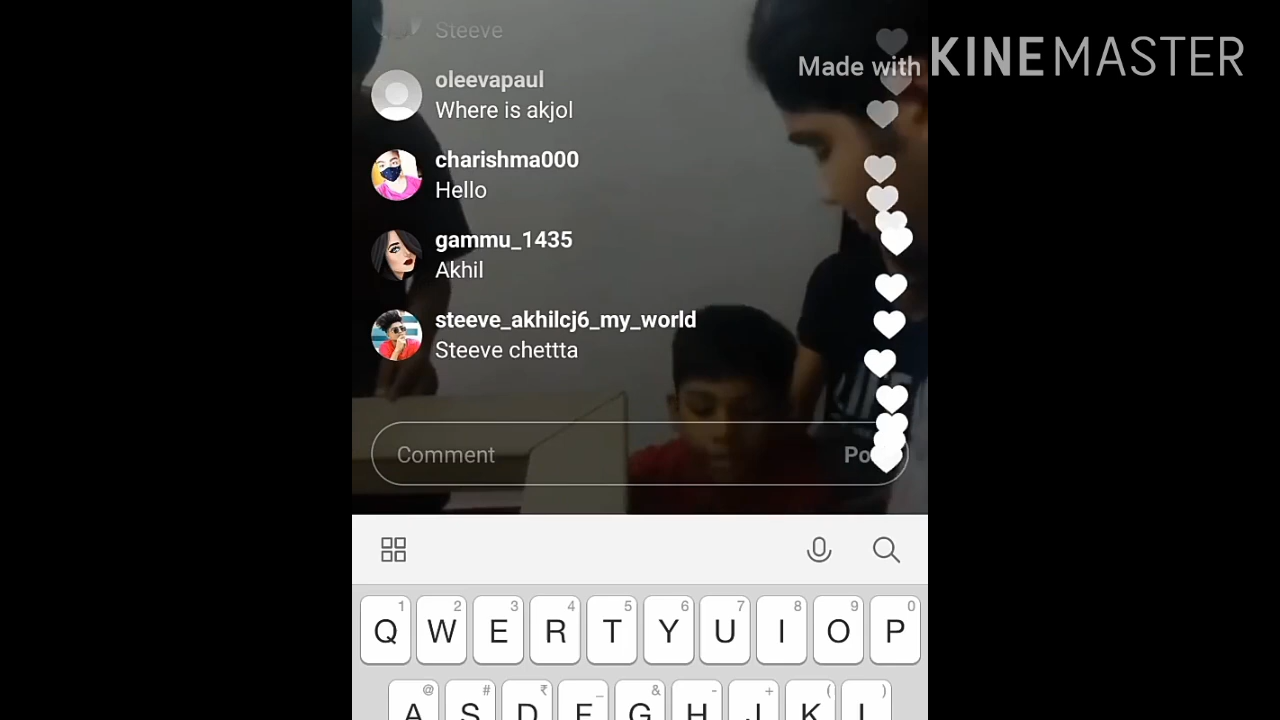 Steeve
Made with KINEMASTER
oleevapaul
Where is akjol
charishma000
Hello
gammu_1435
Akhil
steeve_akhilcj6_my_world
Steeve chettta
Comment
1 2 3 4 5 6 7 8 9 0
Q W E R T Y U I O P
@ # ₹ _ & - + ( )
A S D F G H J K L